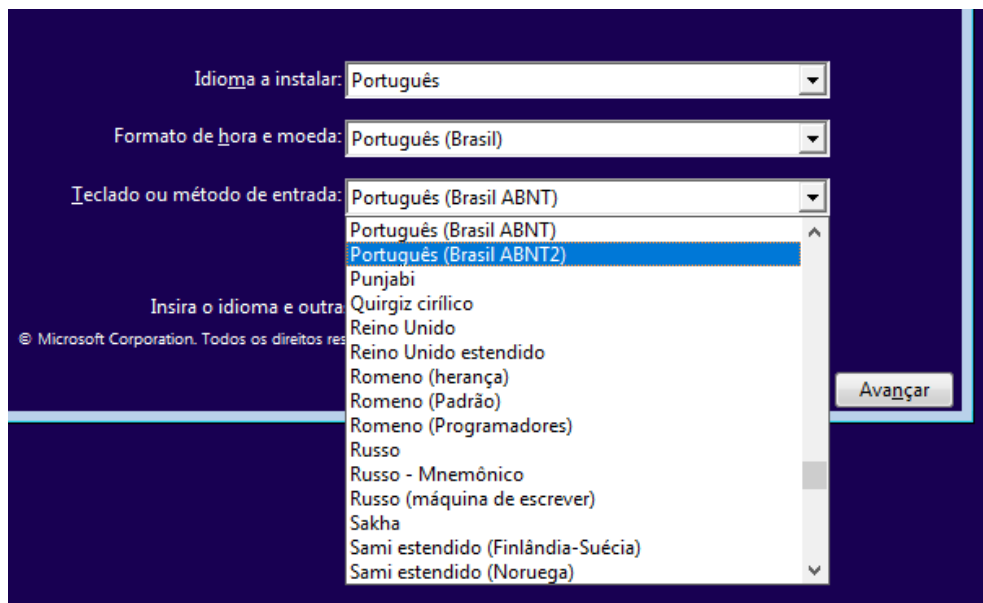 Idioma a instalar: Português
Formato de hora e moeda: Português (Brasil)
Teclado ou método de entrada: Português (Brasil ABNT)
Português (Brasil ABNT)
Português (Brasil ABNT2)
Punjabi
Insira o idioma e outra
Quirguiz cirílico
Reino Unido
© Microsoft Corporation. Todos os direitos res
Reino Unido estendido
Romeno (herança)
Romeno (Padrão)
Romeno (Programadores)
Russo
Russo - Mnemônico
Russo (máquina de escrever)
Sakha
Sami estendido (Finlândia-Suécia)
Sami estendido (Noruega)
Avançar